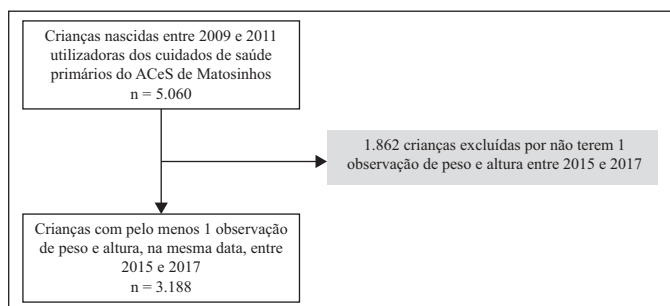 Crianças nascidas entre 2009 e 2011
utilizadoras dos cuidados de saúde
primários do ACeS de Matosinhos
n = 5.060
1.862 crianças excluídas por não terem 1
observação de peso e altura entre 2015 e 2017
Crianças com pelo menos 1 observação
de peso e altura, na mesma data, entre
2015 e 2017
n = 3.188